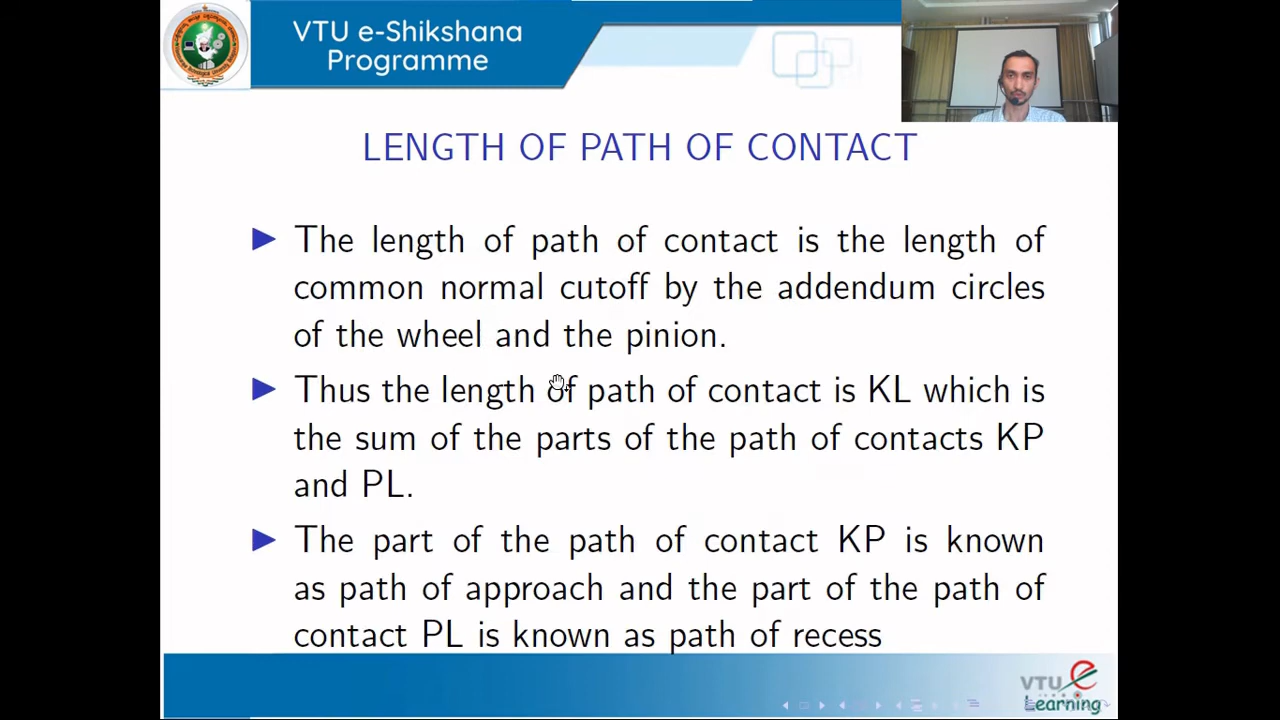 VTU e-Shikshana
Programme
LENGTH OF PATH OF CONTACT
The length of path of contact is the length of
common normal cutoff by the addendum circles
of the wheel and the pinion.
Thus the length of path of contact is KL which is
the sum of the parts of the path of contacts KP
and PL.
The part of the path of contact KP is known
as path of approach and the part of the path of
contact PL is known as path of recess
VTU e
Learning